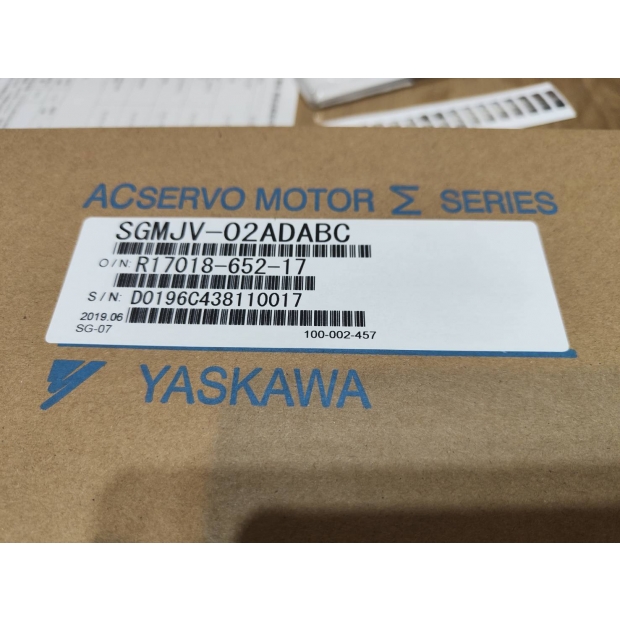 ACSERVO MOTOR Σ SERIES
SGMJV-02ADABC
O/N: R17018-652-17
S/N: D0196C438110017
2019.06
SG-07 100-002-457
YASKAWA